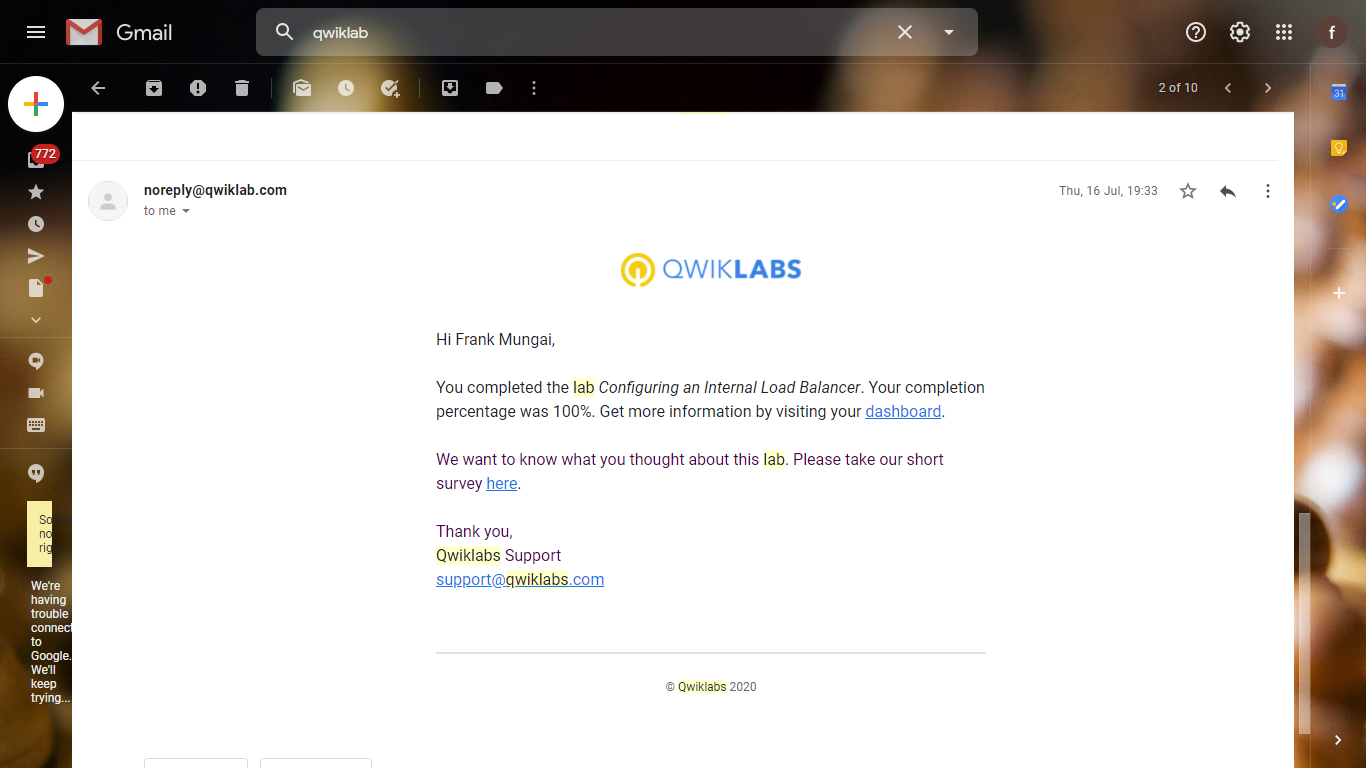 Gmail
qwiklab
f
2 of 10
31
772
noreply@qwiklab.com
Thu, 16 Jul, 19:33
to me
QWIKLABS
Hi Frank Mungai,
You completed the lab Configuring an Internal Load Balancer. Your completion
percentage was 100%. Get more information by visiting your dashboard.
We want to know what you thought about this lab. Please take our short
survey here.
Thank you,
Qwiklabs Support
support@qwiklabs.com
© Qwiklabs 2020
So
no
rig
We're
having
trouble
connect
to
Google.
We'll
keep
trying...